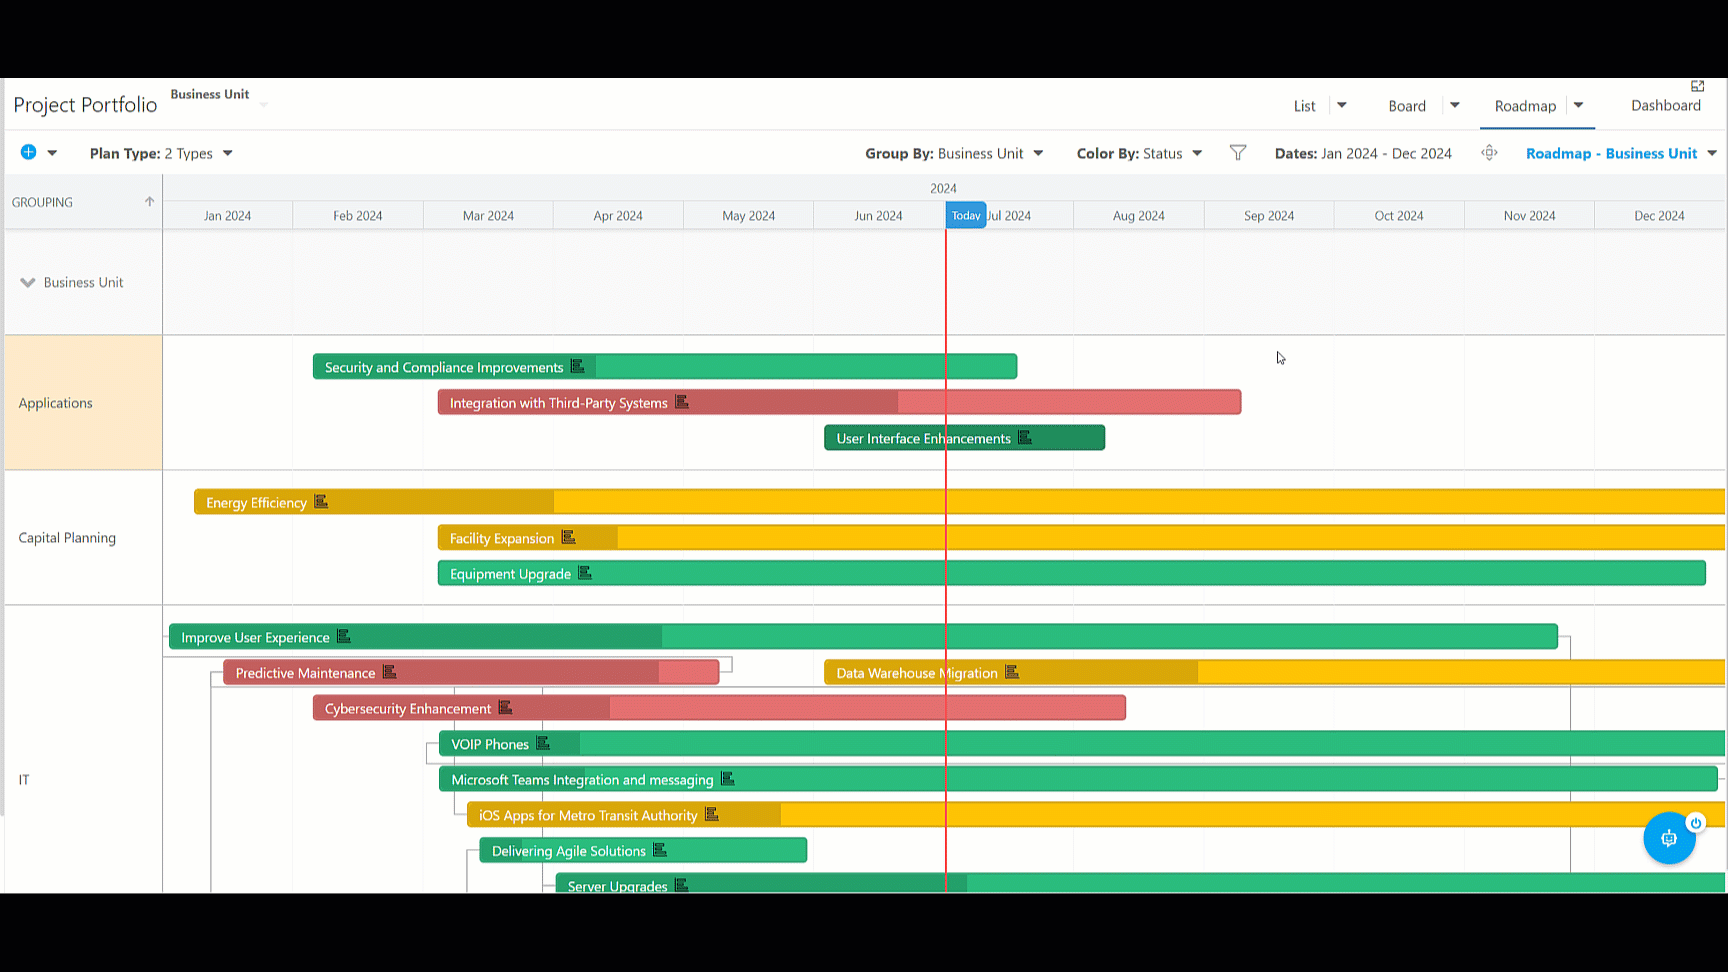 Project Portfolio
Business Unit
List
Board
Roadmap
Dashboard
Plan Type: 2 Types
Group By: Business Unit
Color By: Status
Dates: Jan 2024 - Dec 2024
Roadmap - Business Unit
GROUPING
2024
Jan 2024
Feb 2024
Mar 2024
Apr 2024
May 2024
Jun 2024
Today
Jul 2024
Aug 2024
Sep 2024
Oct 2024
Nov 2024
Dec 2024
Business Unit
Applications
Security and Compliance Improvements
Integration with Third-Party Systems
User Interface Enhancements
Capital Planning
Energy Efficiency
Facility Expansion
Equipment Upgrade
IT
Improve User Experience
Predictive Maintenance
Data Warehouse Migration
Cybersecurity Enhancement
VOIP Phones
Microsoft Teams Integration and messaging
iOS Apps for Metro Transit Authority
Delivering Agile Solutions
Server Upgrades